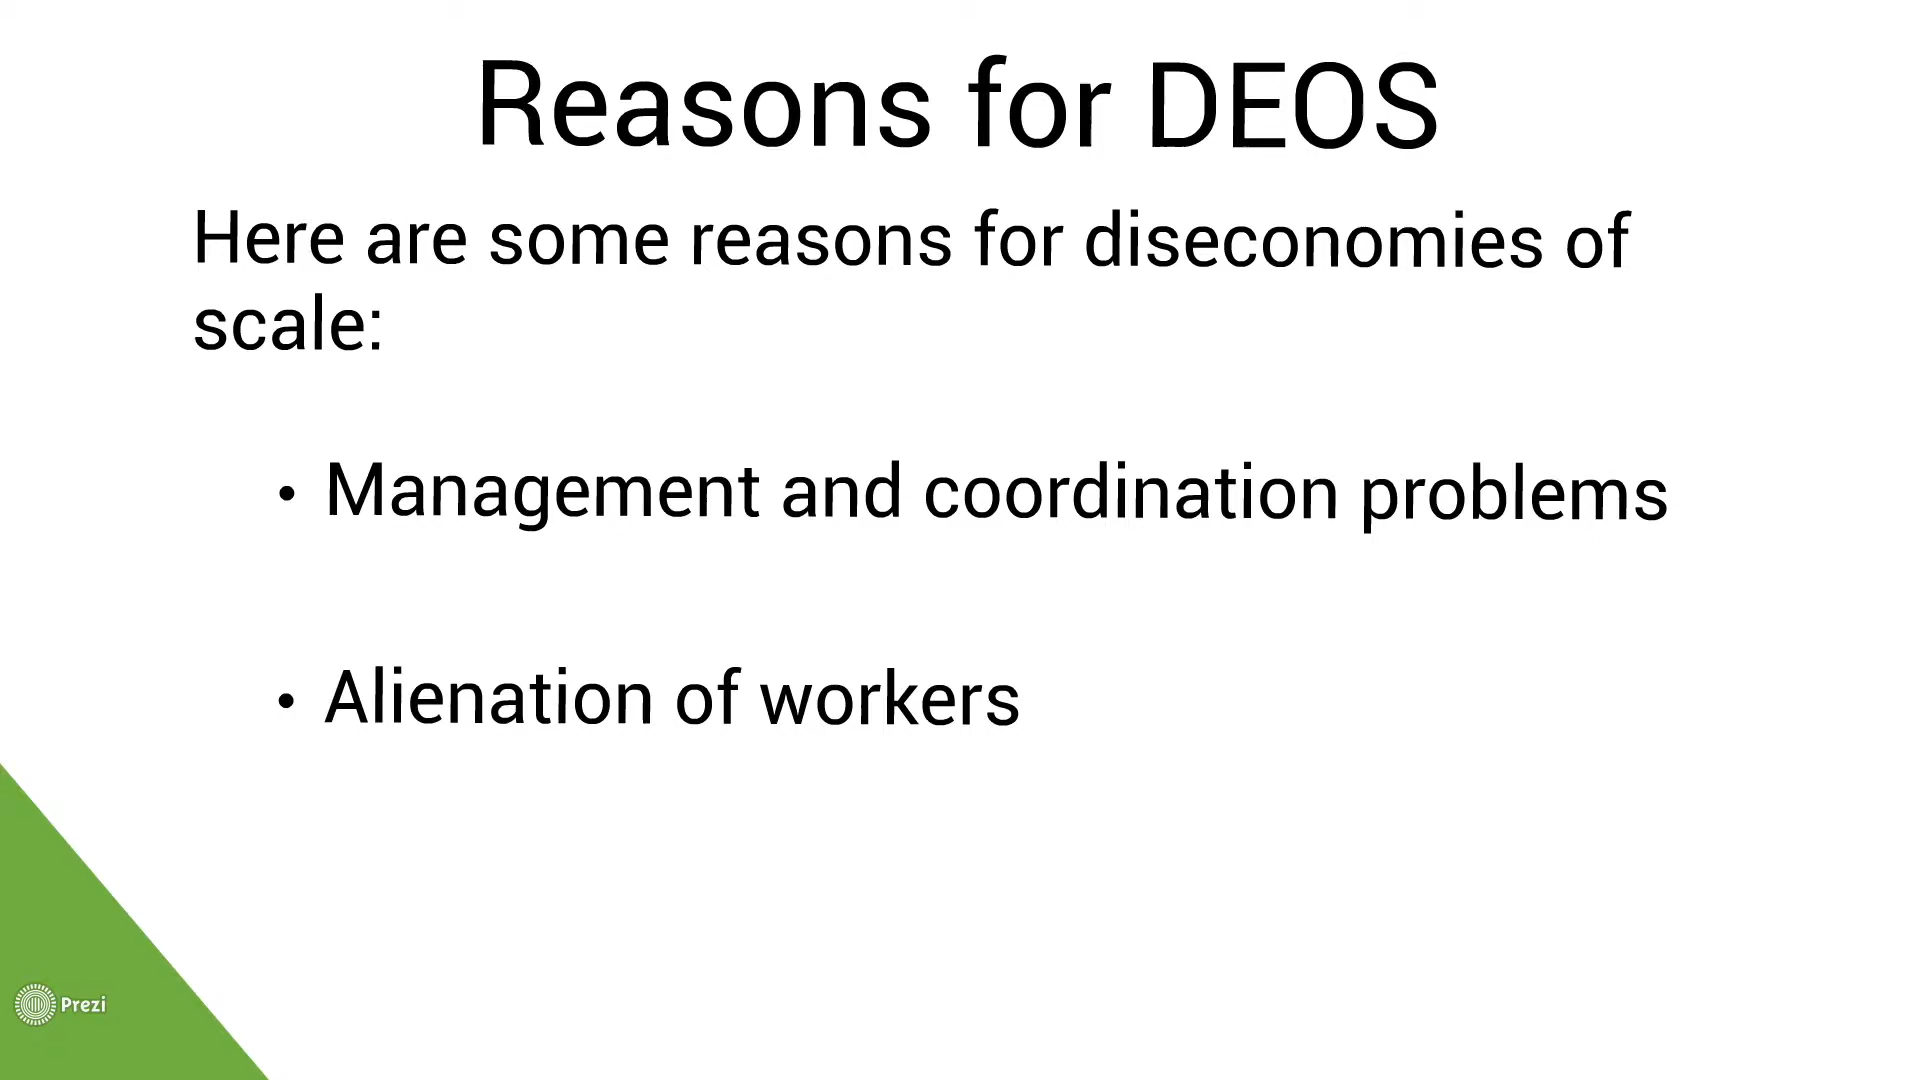 Reasons for DEOS
Here are some reasons for diseconomies of
scale:
• Management and coordination problems
• Alienation of workers
Prezi